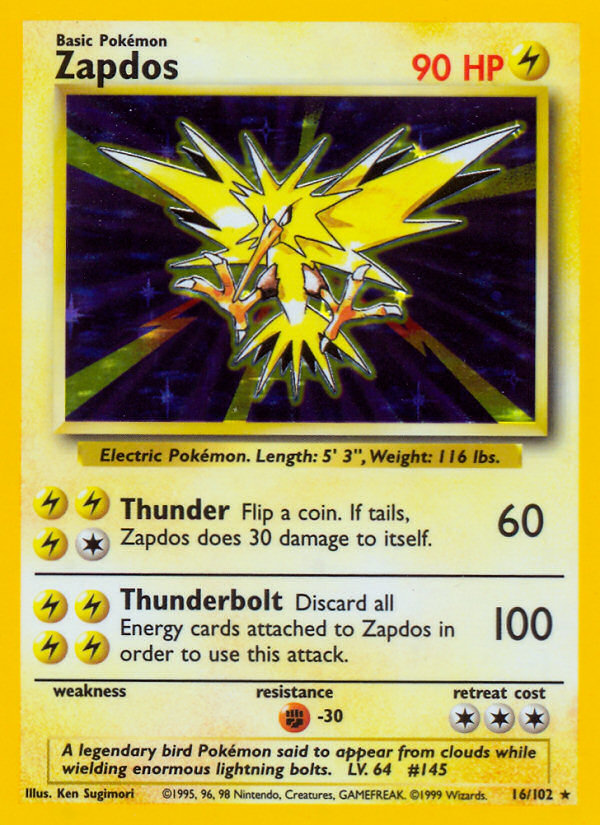 Basic Pokémon
Zapdos
90 HP
Electric Pokémon. Length: 5' 3", Weight: 116 lbs.
Thunder Flip a coin. If tails,
Zapdos does 30 damage to itself.
60
Thunderbolt Discard all
Energy cards attached to Zapdos in
order to use this attack.
100
weakness resistance retreat cost
-30
A legendary bird Pokémon said to appear from clouds while
wielding enormous lightning bolts. LV. 64 #145
Illus. Ken Sugimori ©1995, 96, 98 Nintendo, Creatures, GAMEFREAK. ©1999 Wizards. 16/102 ★